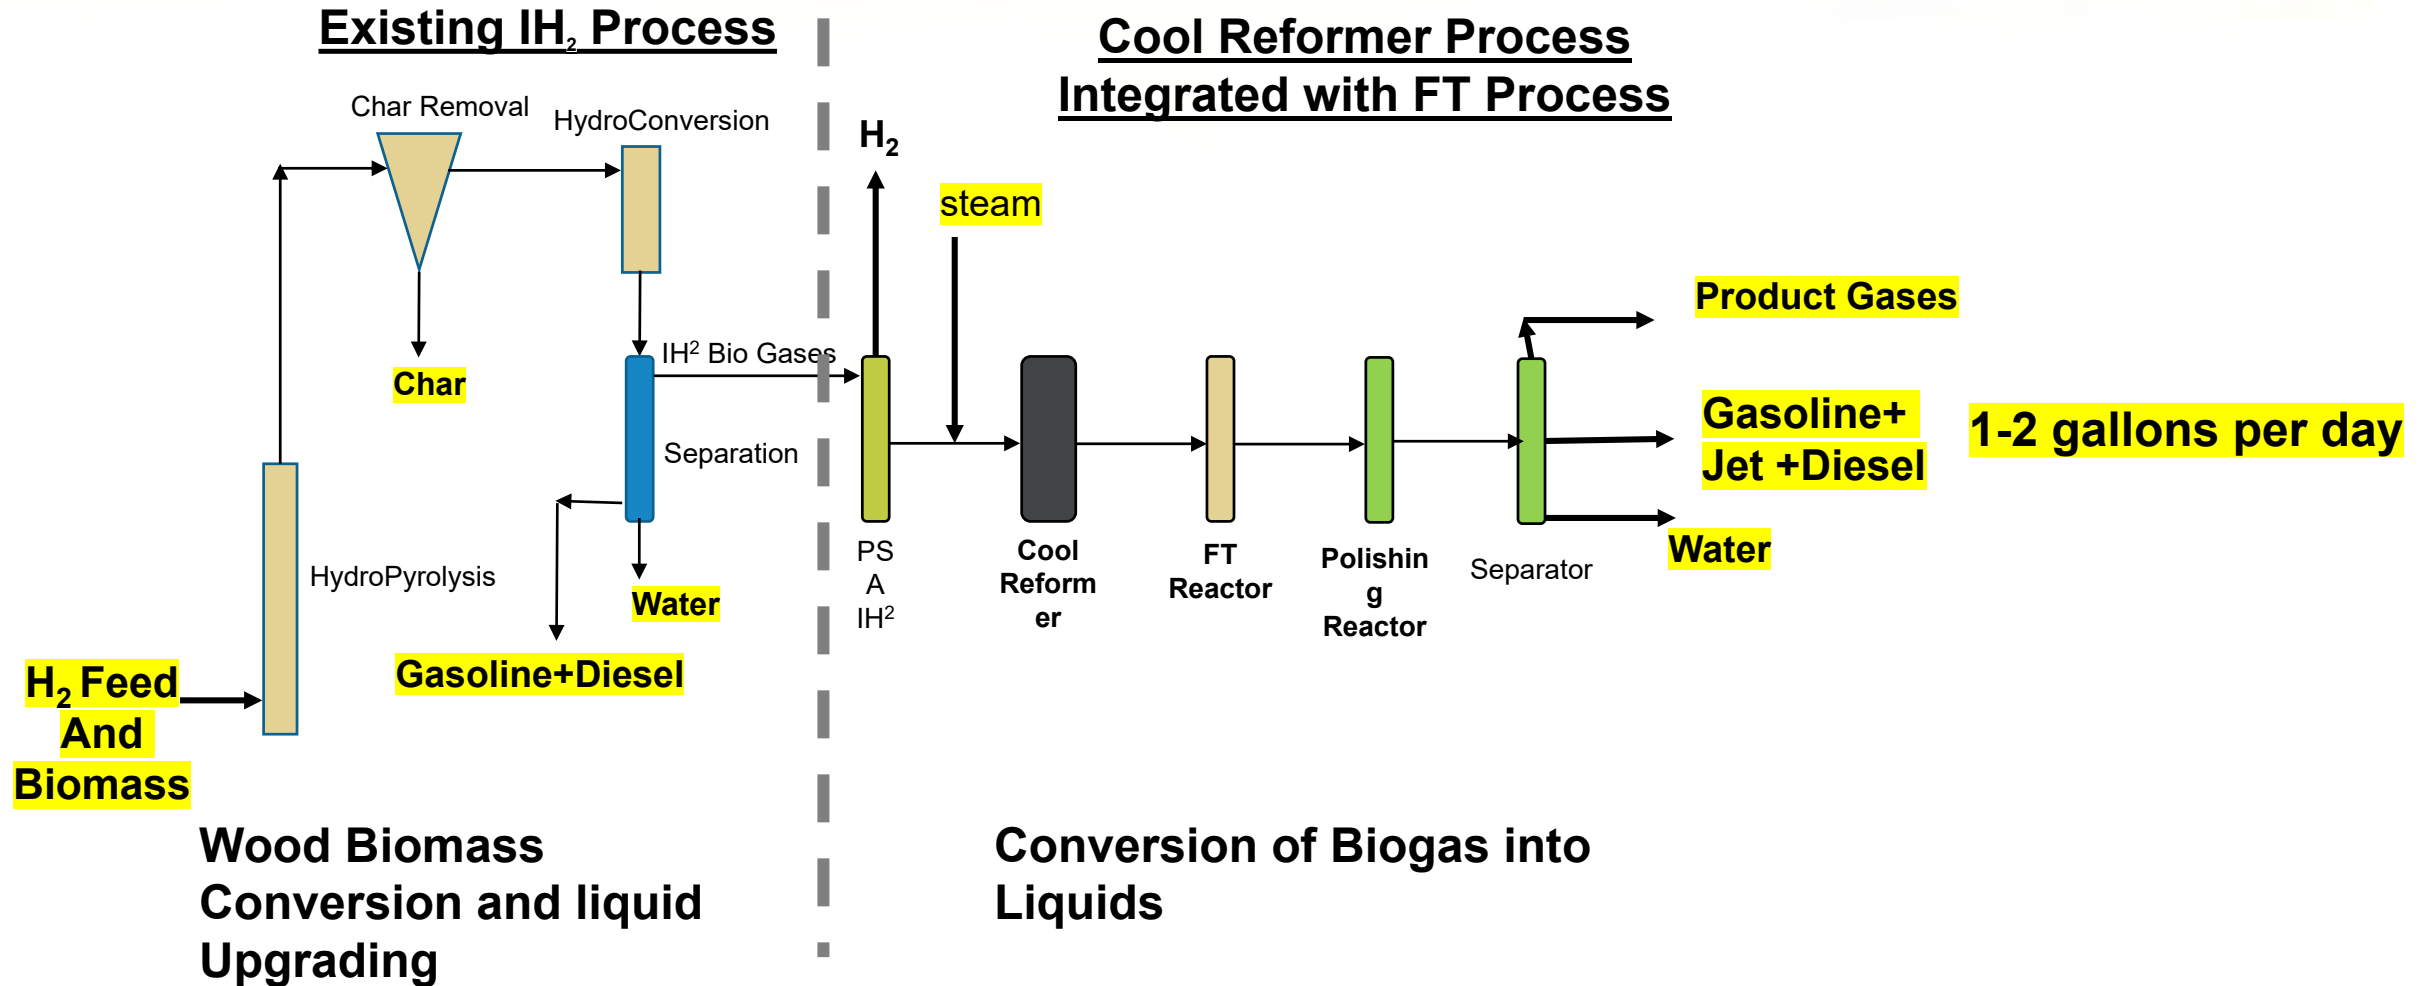 Existing IH₂ Process
Cool Reformer Process
Integrated with FT Process
Char Removal
HydroConversion
H₂
steam
Product Gases
IH² Bio Gases
Char
Gasoline+
Jet +Diesel
1-2 gallons per day
Separation
Water
PS
A
IH²
Cool
Reform
er
FT
Reactor
Polishin
g
Reactor
Separator
HydroPyrolysis
Water
Gasoline+Diesel
H₂ Feed
And
Biomass
Wood Biomass
Conversion and liquid
Upgrading
Conversion of Biogas into
Liquids